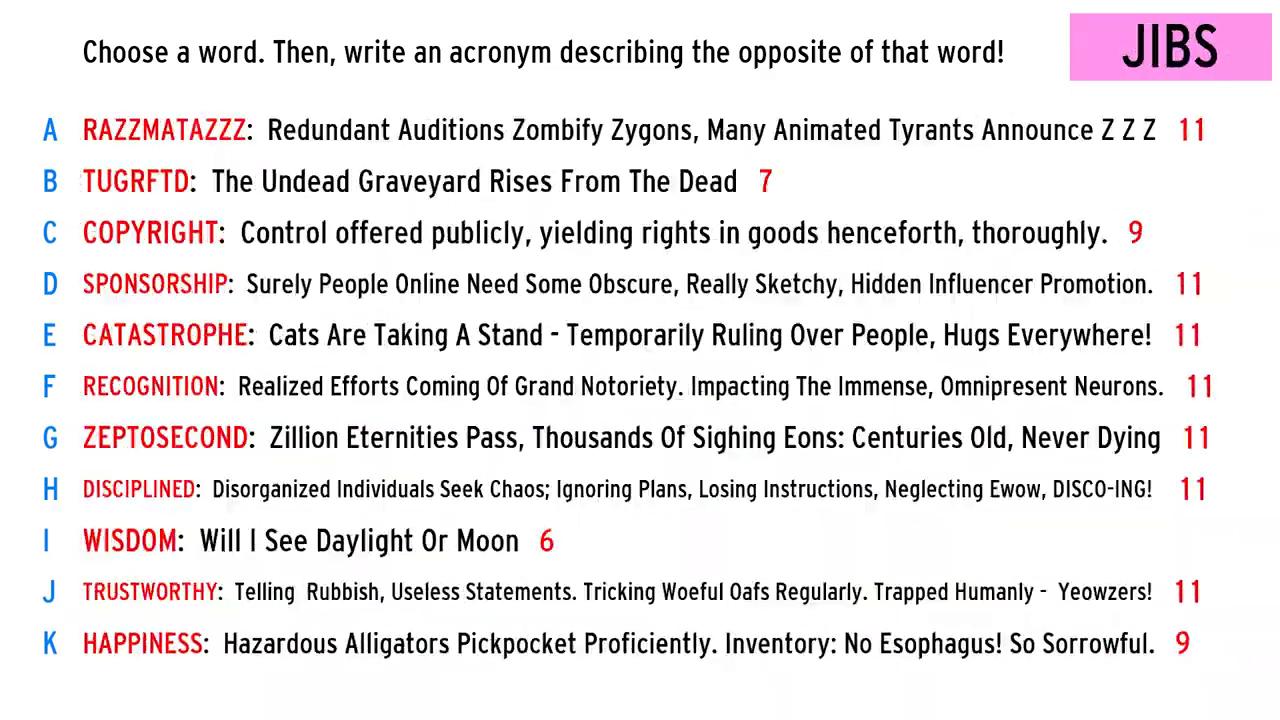 Choose a word. Then, write an acronym describing the opposite of that word!
JIBS
A RAZZMATAZZZ: Redundant Auditions Zombify Zygons, Many Animated Tyrants Announce Z Z Z 11
B TUGRFTD: The Undead Graveyard Rises From The Dead 7
C COPYRIGHT: Control offered publicly, yielding rights in goods henceforth, thoroughly. 9
D SPONSORSHIP: Surely People Online Need Some Obscure, Really Sketchy, Hidden Influencer Promotion. 11
E CATASTROPHE: Cats Are Taking A Stand - Temporarily Ruling Over People, Hugs Everywhere! 11
F RECOGNITION: Realized Efforts Coming Of Grand Notoriety. Impacting The Immense, Omnipresent Neurons. 11
G ZEPTOSECOND: Zillion Eternities Pass, Thousands Of Sighing Eons: Centuries Old, Never Dying 11
H DISCIPLINED: Disorganized Individuals Seek Chaos; Ignoring Plans, Losing Instructions, Neglecting Ewow, DISCO-ING! 11
I WISDOM: Will I See Daylight Or Moon 6
J TRUSTWORTHY: Telling Rubbish, Useless Statements. Tricking Woeful Oafs Regularly. Trapped Humanly - Yeowzers! 11
K HAPPINESS: Hazardous Alligators Pickpocket Proficiently. Inventory: No Esophagus! So Sorrowful. 9